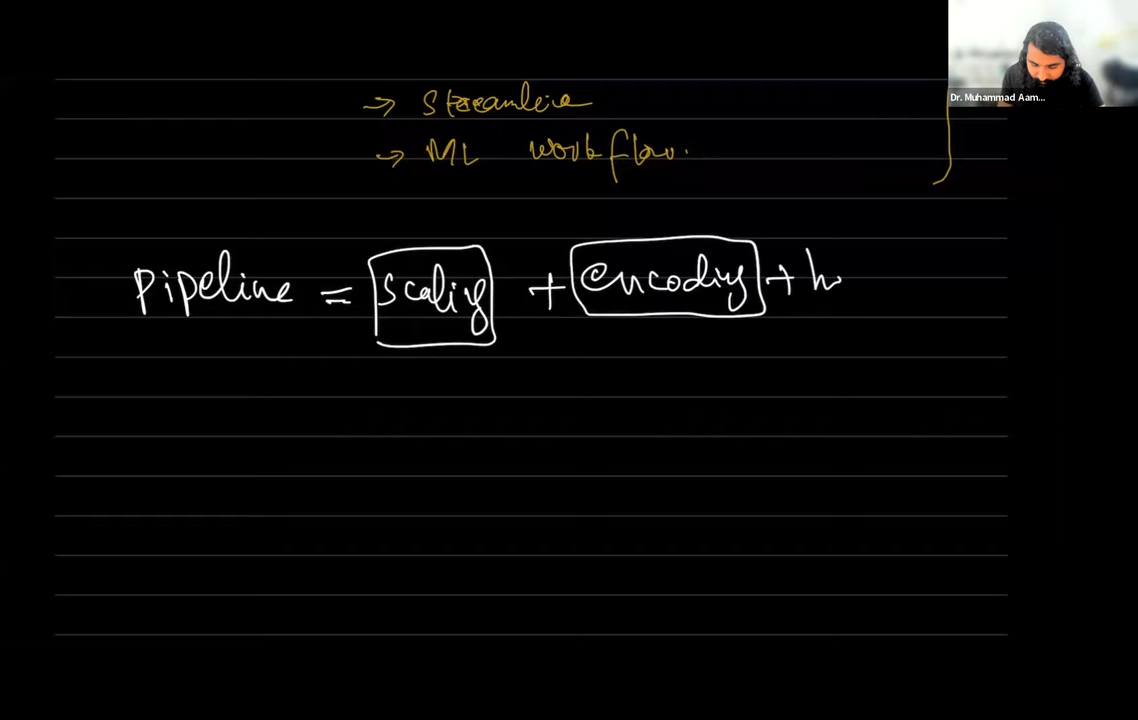 → Streamline
→ ML workflow.
Pipeline = scaling + encoding + h
Dr. Muhammad Aam...